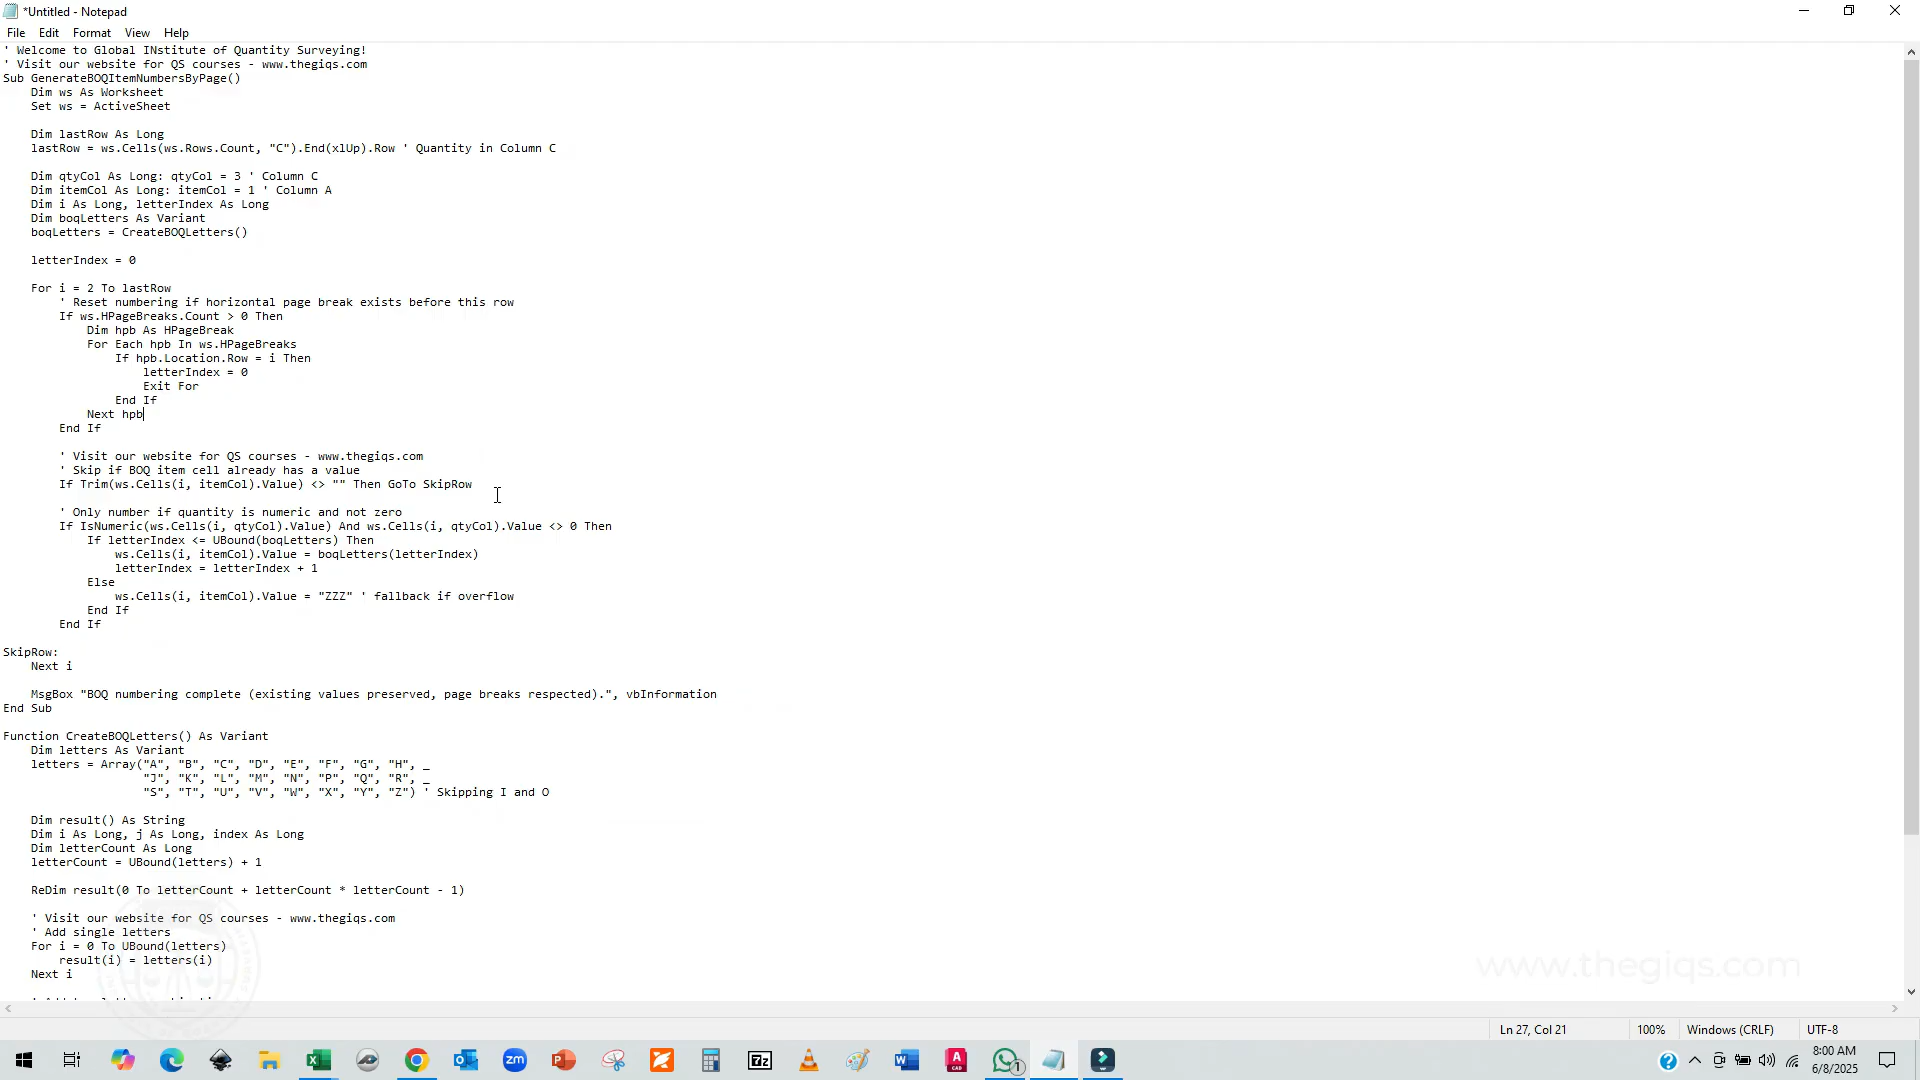 *Untitled - Notepad
File Edit Format View Help
' Welcome to Global INstitute of Quantity Surveying!
' Visit our website for QS courses - www.thegiqs.com
Sub GenerateBOQItemNumbersByPage()
    Dim ws As Worksheet
    Set ws = ActiveSheet
    Dim lastRow As Long
    lastRow = ws.Cells(ws.Rows.Count, "C").End(xlUp).Row ' Quantity in Column C
    Dim qtyCol As Long: qtyCol = 3 ' Column C
    Dim itemCol As Long: itemCol = 1 ' Column A
    Dim i As Long, letterIndex As Long
    Dim boqLetters As Variant
    boqLetters = CreateBOQLetters()
    letterIndex = 0
    For i = 2 To lastRow
        ' Reset numbering if horizontal page break exists before this row
        If ws.HPageBreaks.Count > 0 Then
            Dim hpb As HPageBreak
            For Each hpb In ws.HPageBreaks
                If hpb.Location.Row = i Then
                    letterIndex = 0
                    Exit For
                End If
            Next hpb
        End If
        ' Visit our website for QS courses - www.thegiqs.com
        ' Skip if BOQ item cell already has a value
        If Trim(ws.Cells(i, itemCol).Value) <> "" Then GoTo SkipRow
        ' Only number if quantity is numeric and not zero
        If IsNumeric(ws.Cells(i, qtyCol).Value) And ws.Cells(i, qtyCol).Value <> 0 Then
            If letterIndex <= UBound(boqLetters) Then
                ws.Cells(i, itemCol).Value = boqLetters(letterIndex)
                letterIndex = letterIndex + 1
            Else
                ws.Cells(i, itemCol).Value = "ZZZ" ' fallback if overflow
            End If
        End If
SkipRow:
    Next i
    MsgBox "BOQ numbering complete (existing values preserved, page breaks respected).", vbInformation
End Sub
Function CreateBOQLetters() As Variant
    Dim letters As Variant
    letters = Array("A", "B", "C", "D", "E", "F", "G", "H", _
                    "J", "K", "L", "M", "N", "P", "Q", "R", _
                    "S", "T", "U", "V", "W", "X", "Y", "Z") ' Skipping I and O
    Dim result() As String
    Dim i As Long, j As Long, index As Long
    Dim letterCount As Long
    letterCount = UBound(letters) + 1
    ReDim result(0 To letterCount + letterCount * letterCount - 1)
    ' Visit our website for QS courses - www.thegiqs.com
    ' Add single letters
    For i = 0 To UBound(letters)
        result(i) = letters(i)
    Next i
www.thegiqs.com
Ln 27, Col 21
100%
Windows (CRLF)
UTF-8
8:00 AM
6/8/2025